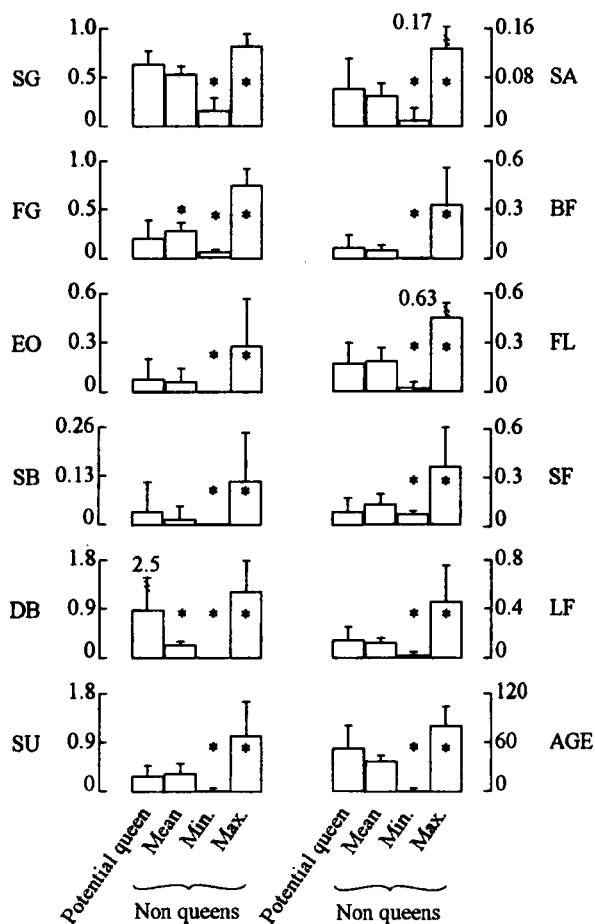 SG 1.0 0.5 0 * *
0.17 0.16 0.08 0 SA * *
FG 1.0 0.5 0 * * *
0.6 0.3 0 BF * *
EO 0.6 0.3 0 * *
0.63 0.6 0.3 0 FL * *
SB 0.26 0.13 0 * *
0.6 0.3 0 SF * *
DB 1.8 0.9 0 2.5 * * *
0.8 0.4 0 LF * *
SU 1.8 0.9 0 * *
120 60 0 AGE * *
Potential queen
Mean
Min.
Max.
Non queens
Potential queen
Mean
Min.
Max.
Non queens